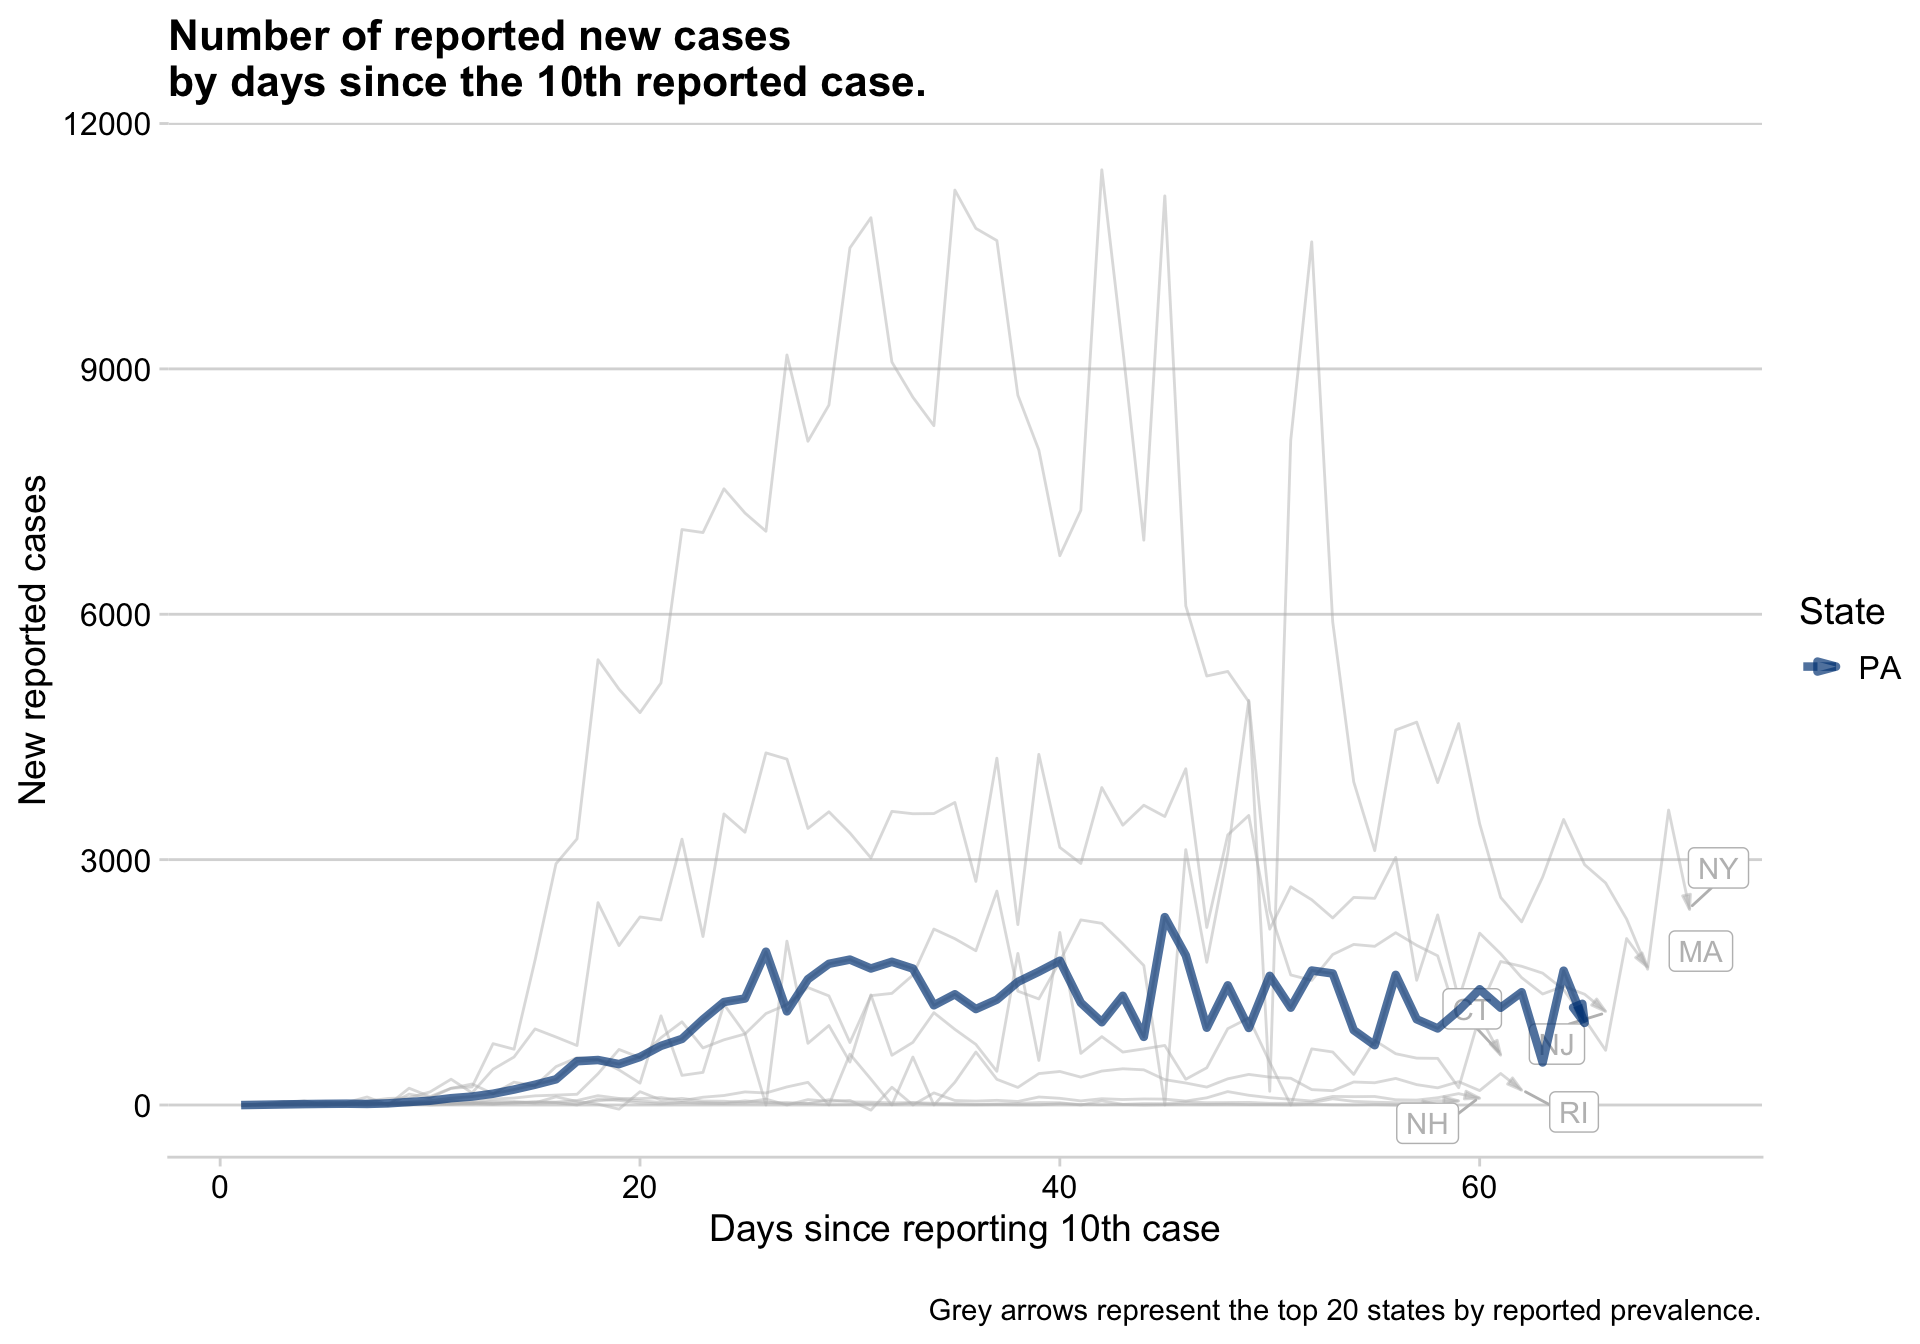 Number of reported new cases
by days since the 10th reported case.
12000
9000
6000
3000
0
New reported cases
NY
MA
CT
NJ
RI
NH
State
PA
0 20 40 60
Days since reporting 10th case
Grey arrows represent the top 20 states by reported prevalence.